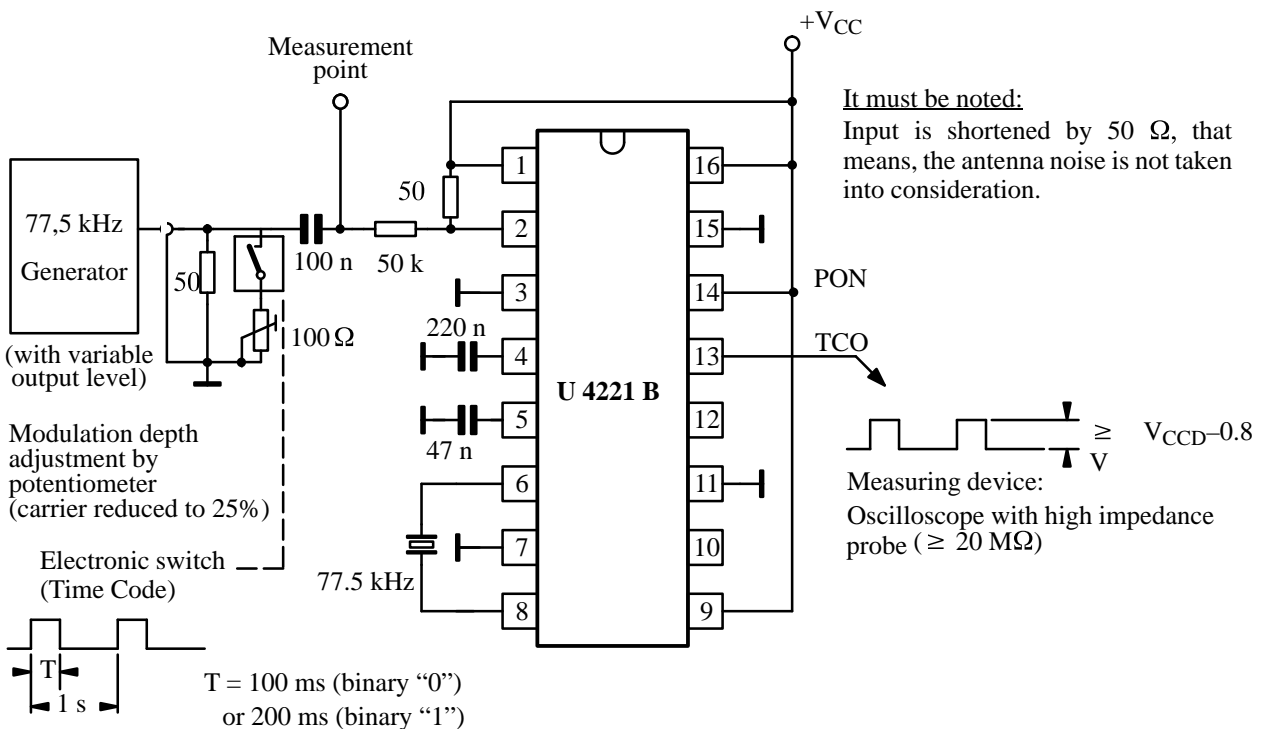 +VCC
Measurement
point
It must be noted:
Input is shortened by 50 Ω, that
means, the antenna noise is not taken
into consideration.
77,5 kHz
Generator
50
100 Ω
100 n
50 k
50
(with variable
output level)
Modulation depth
adjustment by
potentiometer
(carrier reduced to 25%)
Electronic switch
(Time Code)
T
1 s
T = 100 ms (binary “0”)
or 200 ms (binary “1”)
220 n
47 n
77.5 kHz
1
2
3
4
5
6
7
8
U 4221 B
16
15
14
13
12
11
10
9
PON
TCO
≥ VCCD–0.8
V
Measuring device:
Oscilloscope with high impedance
probe (≥ 20 MΩ)